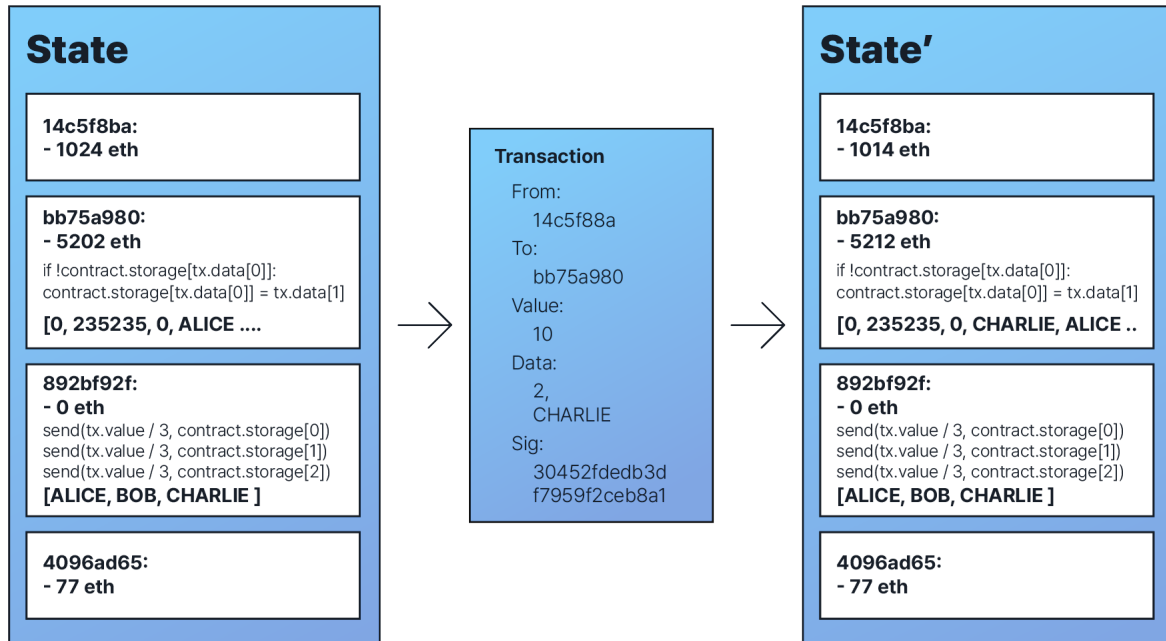 State
14c5f8ba:
- 1024 eth
bb75a980:
- 5202 eth
if !contract.storage[tx.data[0]]:
contract.storage[tx.data[0]] = tx.data[1]
[0, 235235, 0, ALICE ....
892bf92f:
- 0 eth
send(tx.value / 3, contract.storage[0])
send(tx.value / 3, contract.storage[1])
send(tx.value / 3, contract.storage[2])
[ALICE, BOB, CHARLIE ]
4096ad65:
- 77 eth
Transaction
From:
14c5f88a
To:
bb75a980
Value:
10
Data:
2,
CHARLIE
Sig:
30452fdedb3d
f7959f2ceb8a1
State’
14c5f8ba:
- 1014 eth
bb75a980:
- 5212 eth
if !contract.storage[tx.data[0]]:
contract.storage[tx.data[0]] = tx.data[1]
[0, 235235, 0, CHARLIE, ALICE ..
892bf92f:
- 0 eth
send(tx.value / 3, contract.storage[0])
send(tx.value / 3, contract.storage[1])
send(tx.value / 3, contract.storage[2])
[ALICE, BOB, CHARLIE ]
4096ad65:
- 77 eth